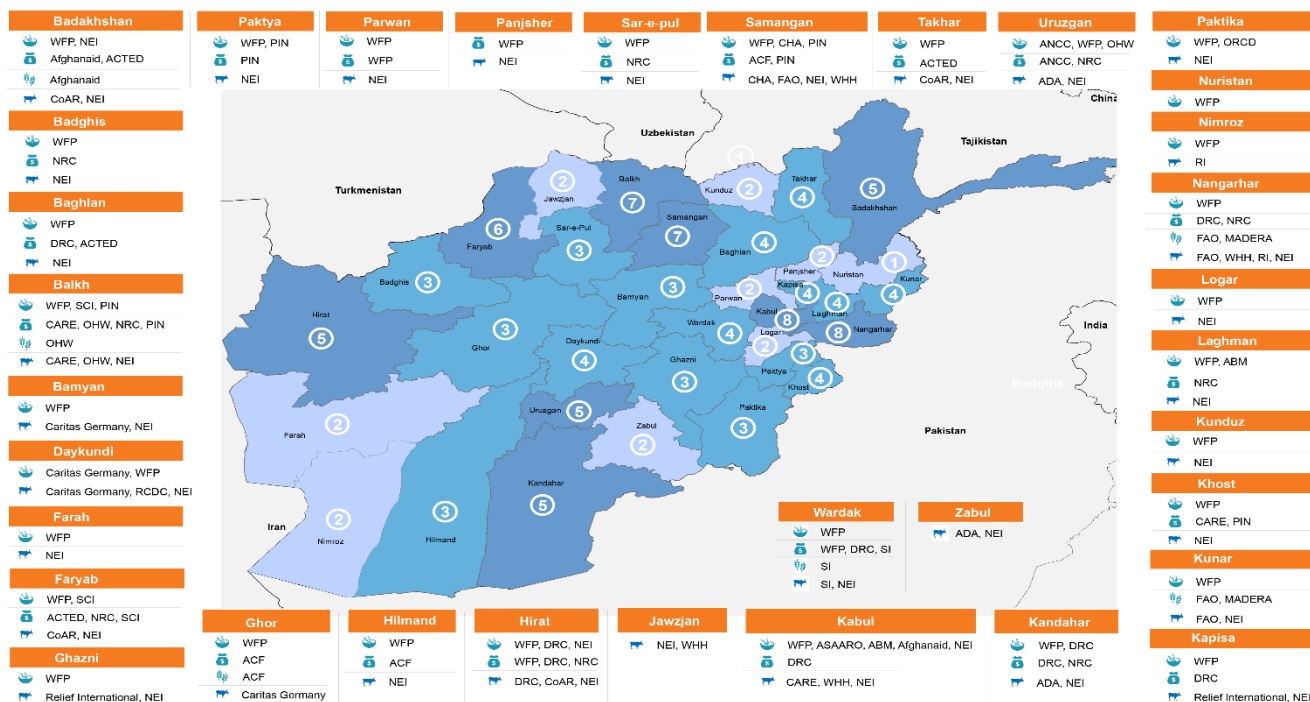 Badakhshan
WFP, NEI
Afghanaid, ACTED
Afghanaid
CoAR, NEI
Badghis
WFP
NRC
NEI
Baghlan
WFP
DRC, ACTED
NEI
Balkh
WFP, SCI, PIN
CARE, OHW, NRC, PIN
OHW
CARE, OHW, NEI
Bamyan
WFP
Caritas Germany, NEI
Daykundi
Caritas Germany, WFP
Caritas Germany, RCDC, NEI
Farah
WFP
NEI
Faryab
WFP, SCI
ACTED, NRC, SCI
CoAR, NEI
Ghazni
WFP
Relief International, NEI
Paktya
WFP, PIN
PIN
NEI
Parwan
WFP
WFP
NEI
Panjsher
WFP
NEI
Sar-e-pul
WFP
NRC
NEI
Samangan
WFP, CHA, PIN
ACF, PIN
CHA, FAO, NEI, WHH
Takhar
WFP
ACTED
CoAR, NEI
Uruzgan
ANCC, WFP, OHW
ANCC, NRC
ADA, NEI
Paktika
WFP, ORCD
NEI
Nuristan
WFP
Nimroz
WFP
RI
Nangarhar
WFP
DRC, NRC
FAO, MADERA
FAO, WHH, RI, NEI
Logar
WFP
NEI
Laghman
WFP, ABM
NRC
NEI
Kunduz
WFP
NEI
Khost
WFP
CARE, PIN
NEI
Kunar
WFP
FAO, MADERA
FAO, NEI
Kapisa
WFP
DRC
Relief International, NEI
China
Uzbekistan
Tajikistan
Turkmenistan
1
2
Jawzjan
Balkh
7
Kunduz
2
Takhar
4
5
Badakhshan
6
Faryab
Samangan
7
Sar-e-Pul
3
Baghlan
4
2
Panjsher
Nuristan
1
Kunar
4
Badghis
3
Bamyan
3
2
Parwan
Kapisa
4
4
Laghman
Hirat
5
Ghor
3
Wardak
4
Kabul
8
8
Nangarhar
Logar
2
India
Daykundi
4
Ghazni
3
3
Paktya
Khost
4
Badghis
Uruzgan
5
Paktika
3
Farah
2
Zabul
2
Pakistan
Kandahar
5
Iran
2
Nimroz
3
Hilmand
Wardak
WFP
WFP, DRC, SI
SI
SI, NEI
Zabul
ADA, NEI
Ghor
WFP
ACF
ACF
Caritas Germany
Hilmand
WFP
ACF
NEI
Hirat
WFP, DRC, NEI
WFP, DRC, NRC
DRC, CoAR, NEI
Jawzjan
NEI, WHH
Kabul
WFP, ASAARO, ABM, Afghanaid, NEI
DRC
CARE, WHH, NEI
Kandahar
WFP, DRC
DRC, NRC
ADA, NEI